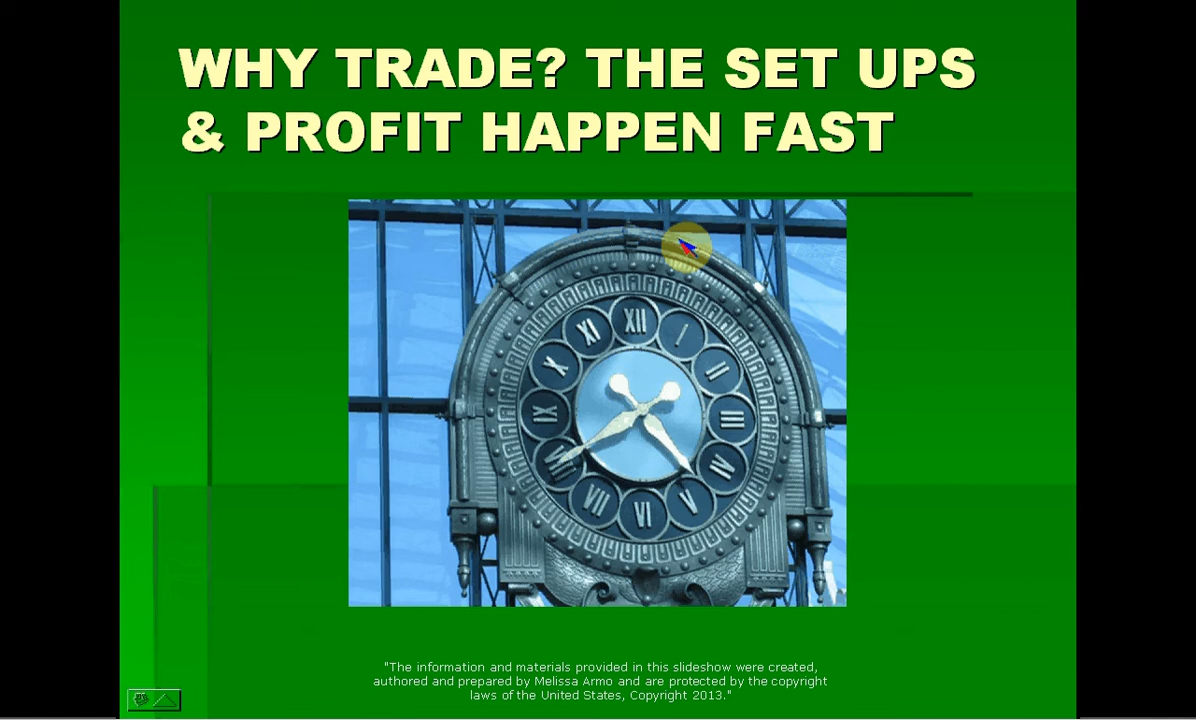 WHY TRADE? THE SET UPS
& PROFIT HAPPEN FAST
XII
I
II
III
IV
V
VI
VII
VIII
IX
X
XI
"The information and materials provided in this slideshow were created,
authored and prepared by Melissa Armo and are protected by the copyright
laws of the United States, Copyright 2013."